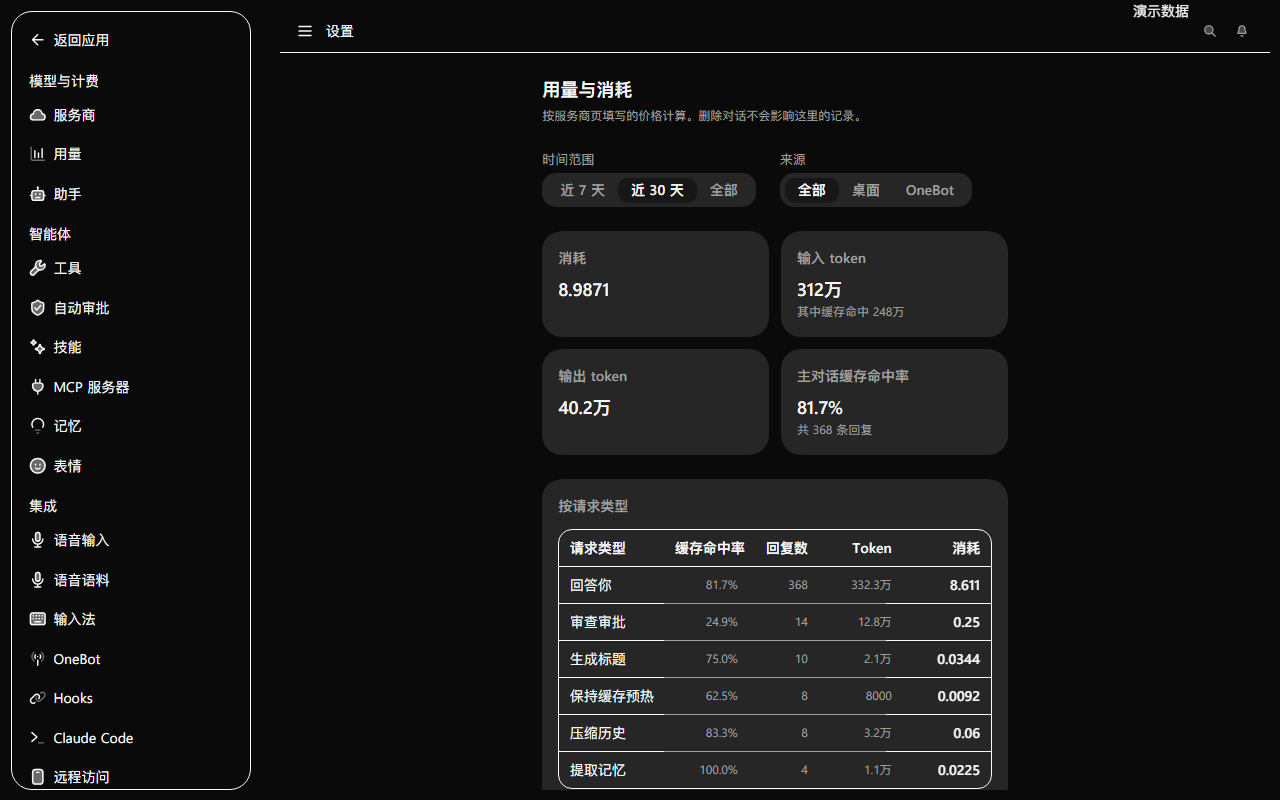 返回应用
模型与计费
服务商
用量
助手
智能体
工具
自动审批
技能
MCP 服务器
记忆
表情
集成
语音输入
语音语料
输入法
OneBot
Hooks
Claude Code
远程访问
设置
演示数据
用量与消耗
按服务商页填写的价格计算。删除对话不会影响这里的记录。
时间范围
近 7 天 近 30 天 全部
来源
全部 桌面 OneBot
消耗
8.9871
输入 token
312万
其中缓存命中 248万
输出 token
40.2万
主对话缓存命中率
81.7%
共 368 条回复
按请求类型
请求类型 缓存命中率 回复数 Token 消耗
回答你 81.7% 368 332.3万 8.611
审查审批 24.9% 14 12.8万 0.25
生成标题 75.0% 10 2.1万 0.0344
保持缓存预热 62.5% 8 8000 0.0092
压缩历史 83.3% 8 3.2万 0.06
提取记忆 100.0% 4 1.1万 0.0225